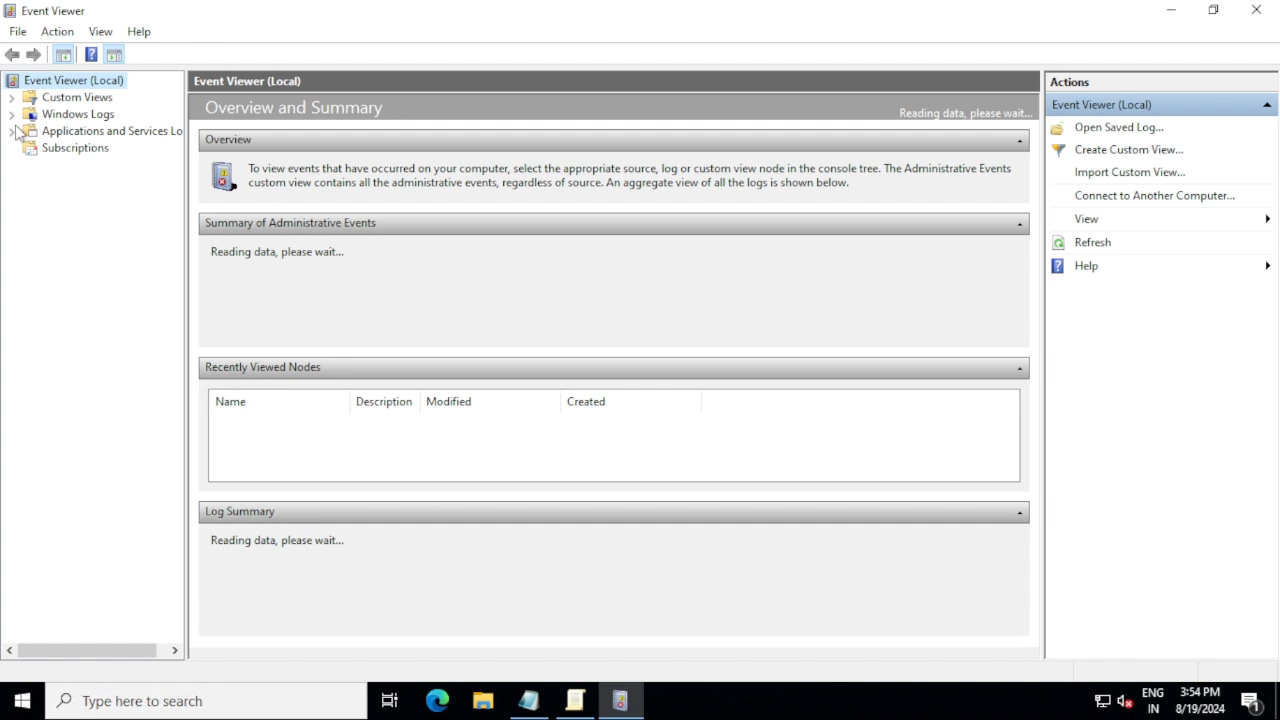 Event Viewer
File Action View Help
Event Viewer (Local)
Custom Views
Windows Logs
Applications and Services Lo
Subscriptions
Event Viewer (Local)
Overview and Summary
Reading data, please wait...
Overview
To view events that have occurred on your computer, select the appropriate source, log or custom view node in the console tree. The Administrative Events
custom view contains all the administrative events, regardless of source. An aggregate view of all the logs is shown below.
Summary of Administrative Events
Reading data, please wait...
Recently Viewed Nodes
Name Description Modified Created
Log Summary
Reading data, please wait...
Actions
Event Viewer (Local)
Open Saved Log...
Create Custom View...
Import Custom View...
Connect to Another Computer...
View
Refresh
Help
Type here to search
ENG
IN
3:54 PM
8/19/2024
1